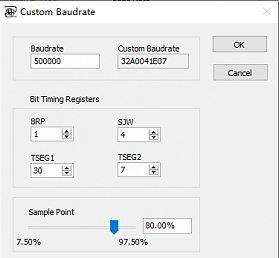 Custom Baudrate
Baudrate
Custom Baudrate
OK
500000
32A0041E07
Cancel
Bit Timing Registers
BRP
SJW
1
4
TSEG1
TSEG2
30
7
Sample Point
80.00%
7.50%
97.50%